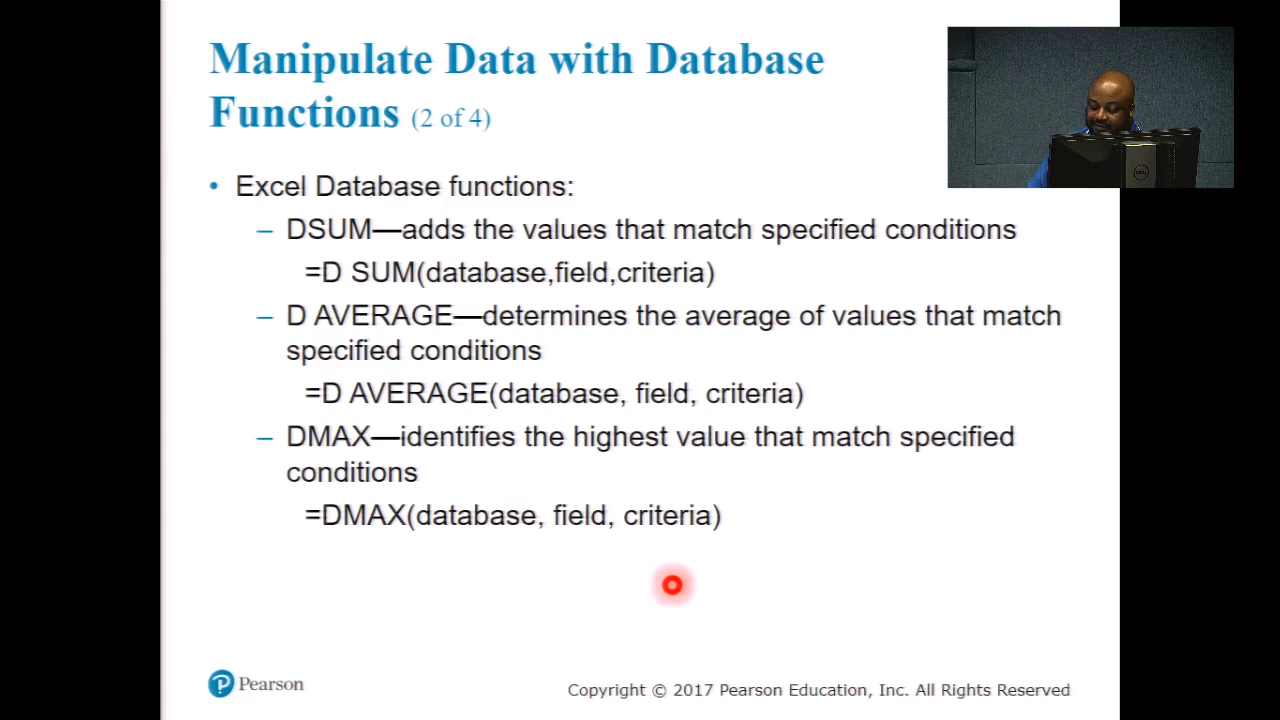 Manipulate Data with Database
Functions (2 of 4)
• Excel Database functions:
– DSUM—adds the values that match specified conditions
=D SUM(database,field,criteria)
– D AVERAGE—determines the average of values that match
specified conditions
=D AVERAGE(database, field, criteria)
– DMAX—identifies the highest value that match specified
conditions
=DMAX(database, field, criteria)
Pearson
Copyright © 2017 Pearson Education, Inc. All Rights Reserved